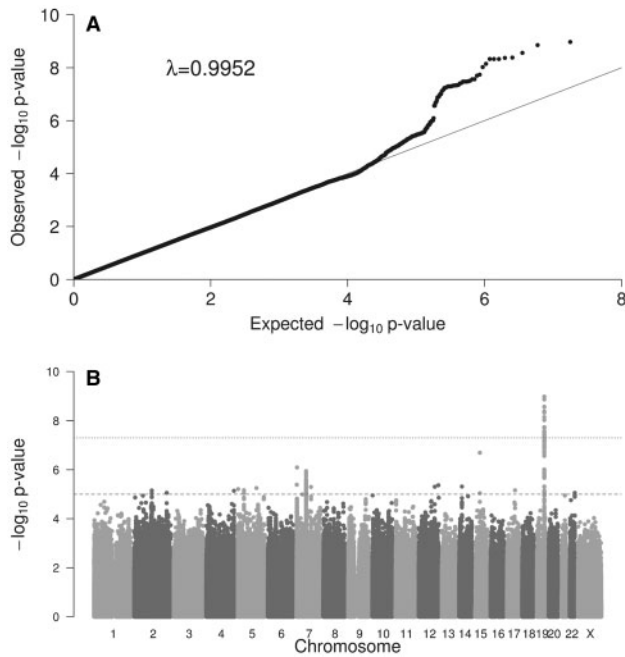 A
λ=0.9952
Observed −log10 p-value
10
8
6
4
2
0
0 2 4 6 8
Expected −log10 p-value
B
−log10 p-value
10
8
6
4
2
0
1 2 3 4 5 6 7 8 9 10 11 12 13 14 15 16 17 18 19 20 22 X
Chromosome